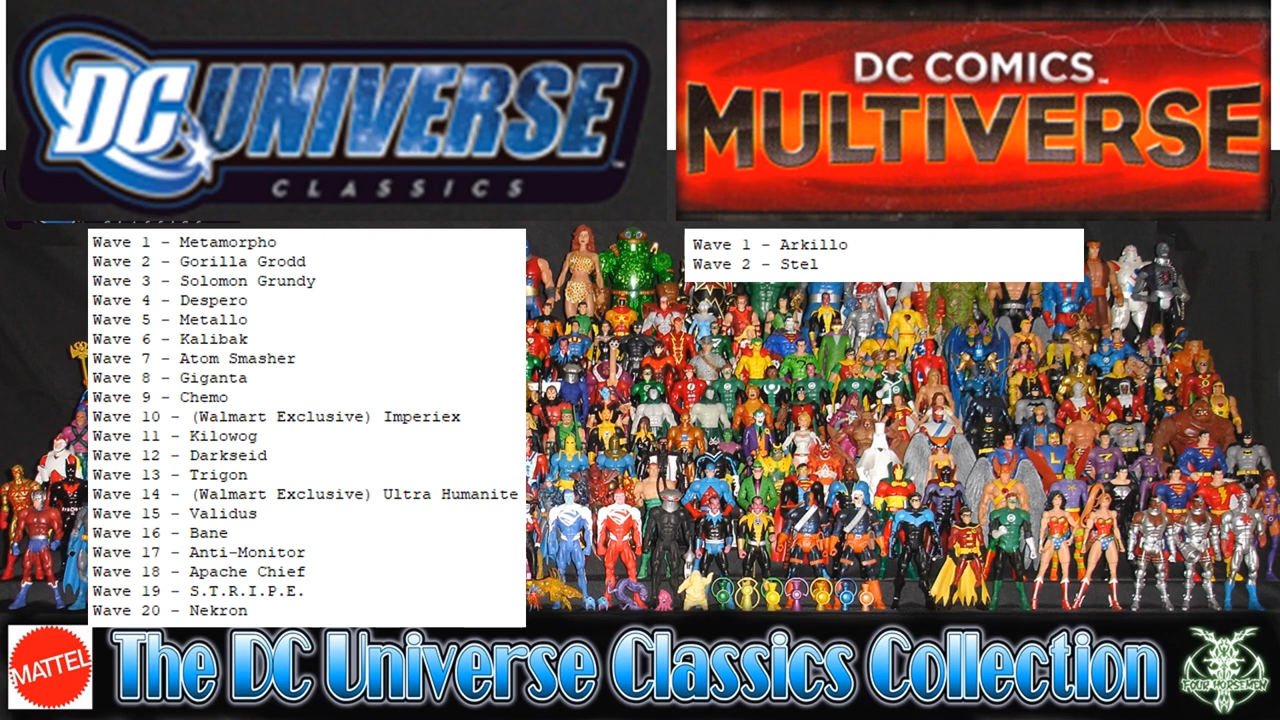 DC UNIVERSE
CLASSICS
DC COMICS™
MULTIVERSE
Wave 1 - Metamorpho
Wave 2 - Gorilla Grodd
Wave 3 - Solomon Grundy
Wave 4 - Despero
Wave 5 - Metallo
Wave 6 - Kalibak
Wave 7 - Atom Smasher
Wave 8 - Giganta
Wave 9 - Chemo
Wave 10 - (Walmart Exclusive) Imperiex
Wave 11 - Kilowog
Wave 12 - Darkseid
Wave 13 - Trigon
Wave 14 - (Walmart Exclusive) Ultra Humanite
Wave 15 - Validus
Wave 16 - Bane
Wave 17 - Anti-Monitor
Wave 18 - Apache Chief
Wave 19 - S.T.R.I.P.E.
Wave 20 - Nekron
Wave 1 - Arkillo
Wave 2 - Stel
MATTEL
The DC Universe Classics Collection
FOUR HORSEMEN